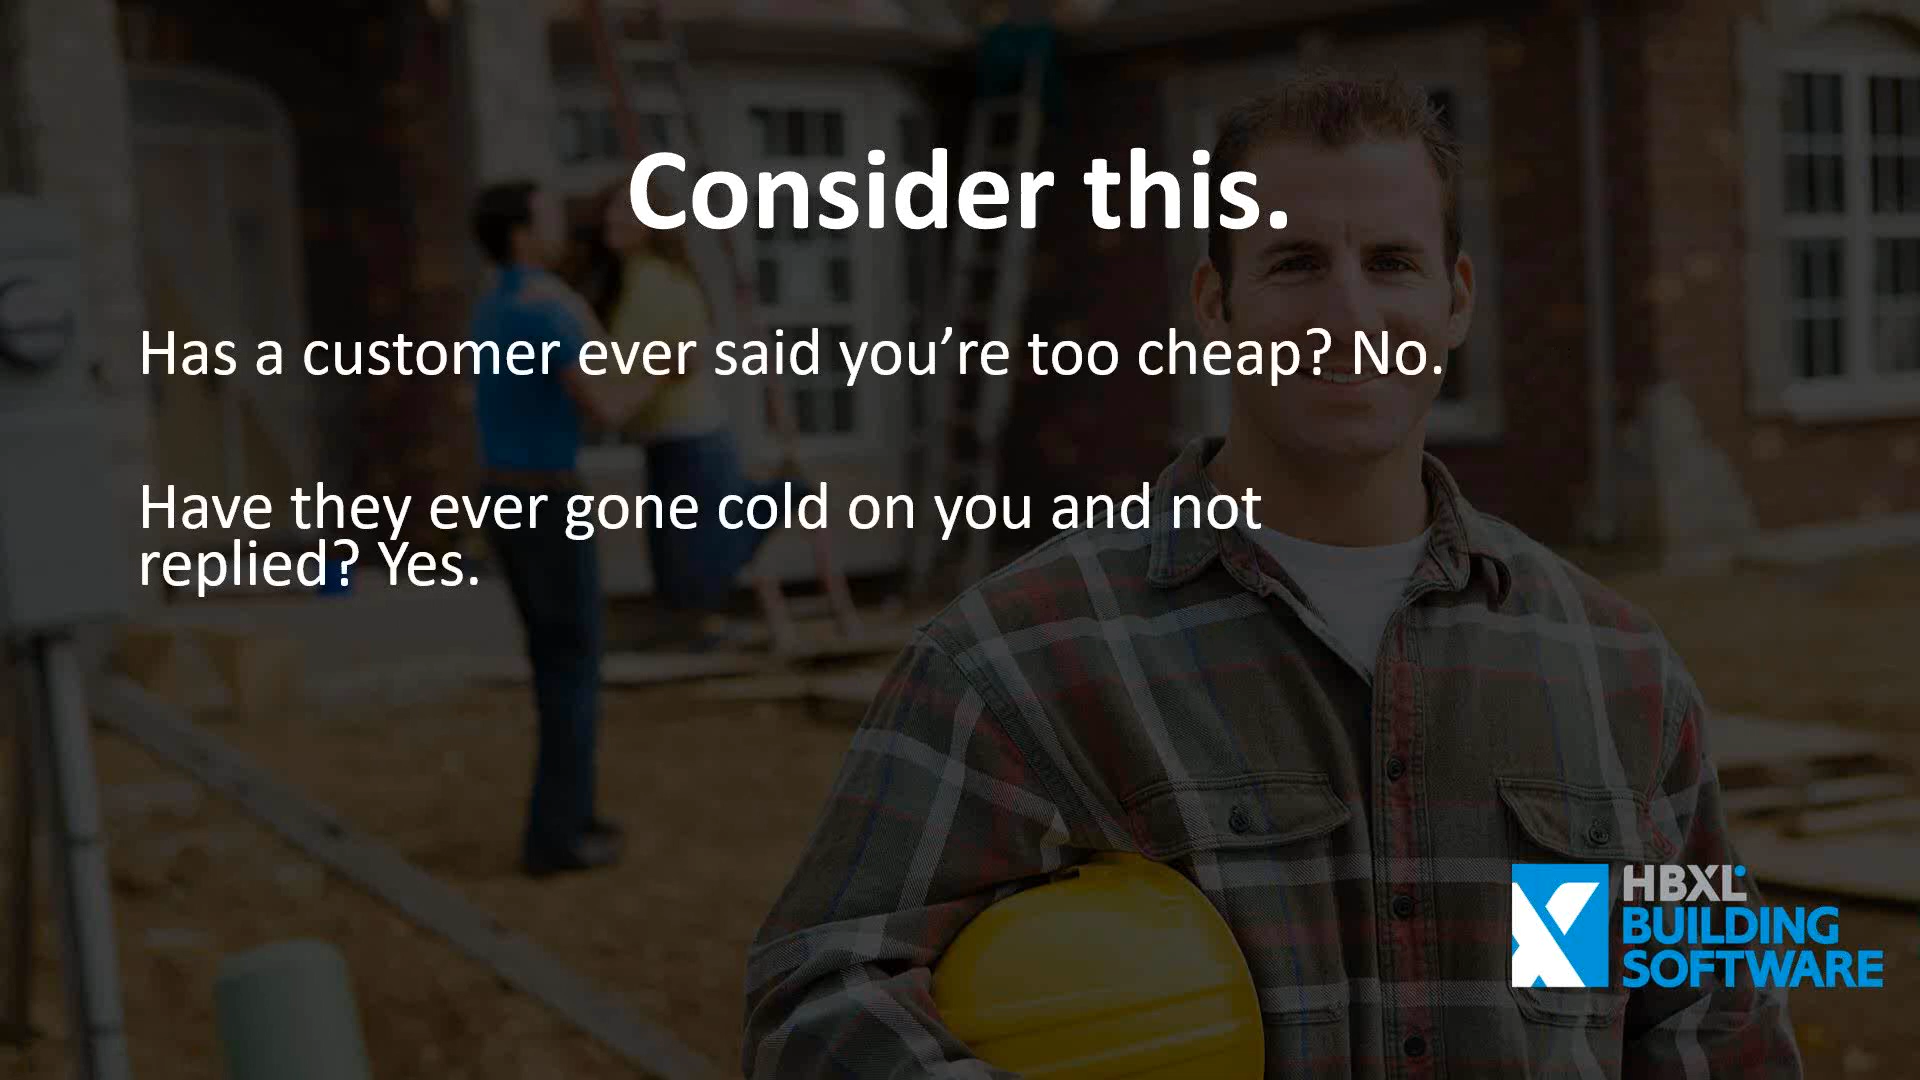 Consider this.
Has a customer ever said you’re too cheap? No.
Have they ever gone cold on you and not
replied? Yes.
HBXL
BUILDING
SOFTWARE